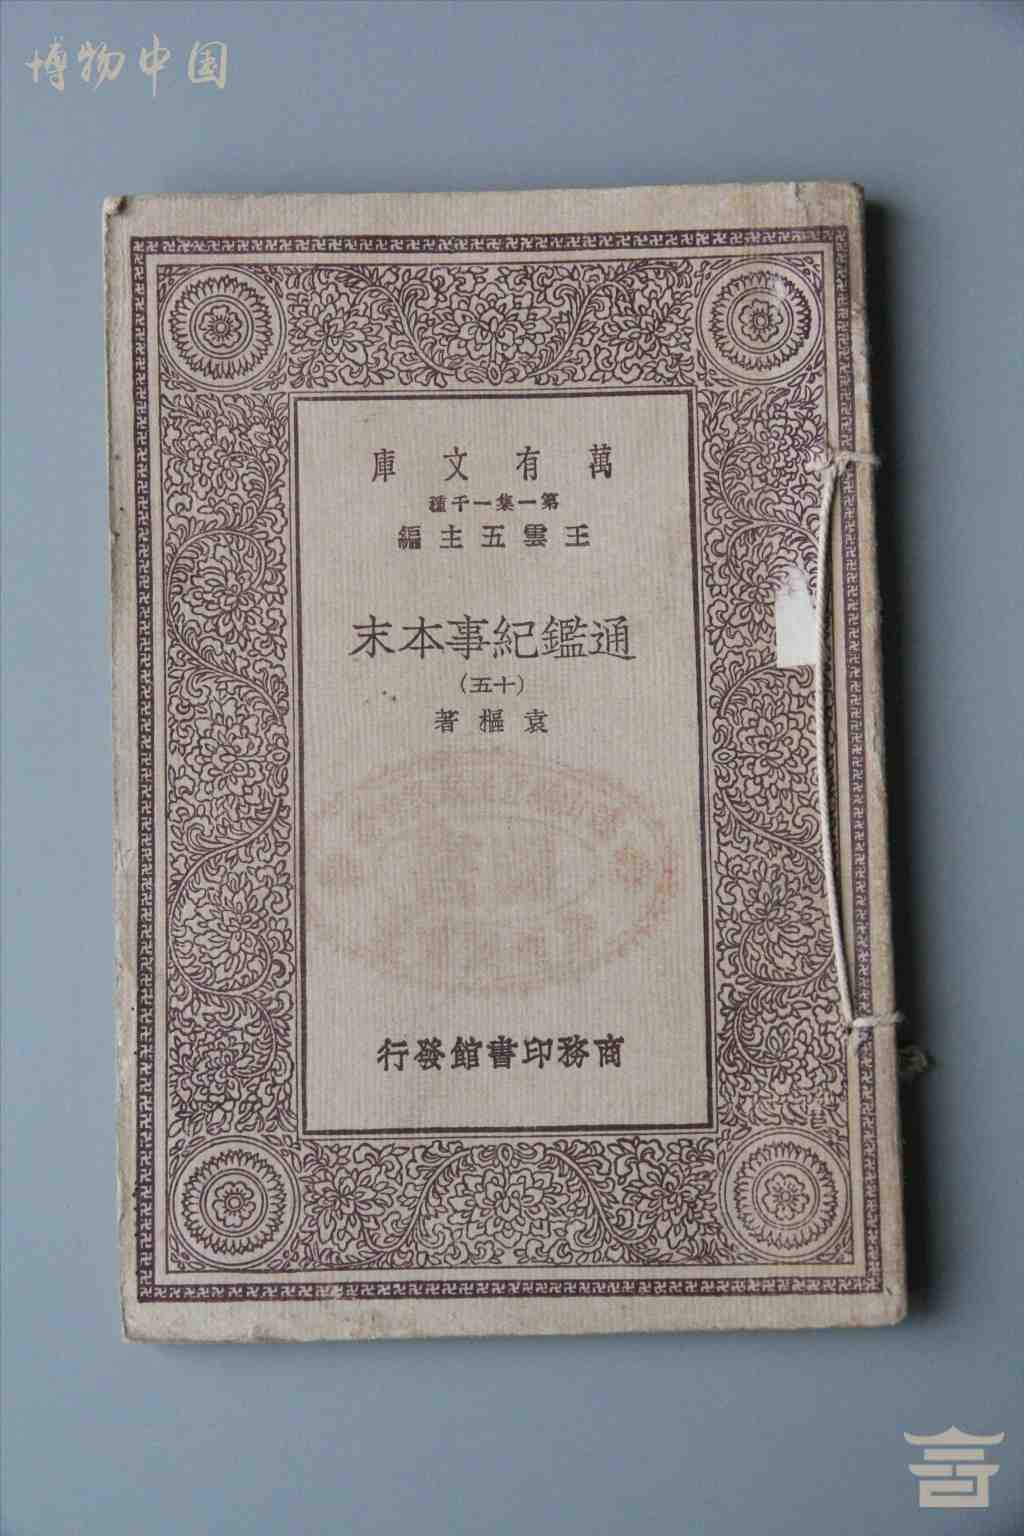 博物中国
萬有文庫
第一集一千種
王雲五主編
通鑑紀事本末
(十五)
袁樞著
商務印書館發行